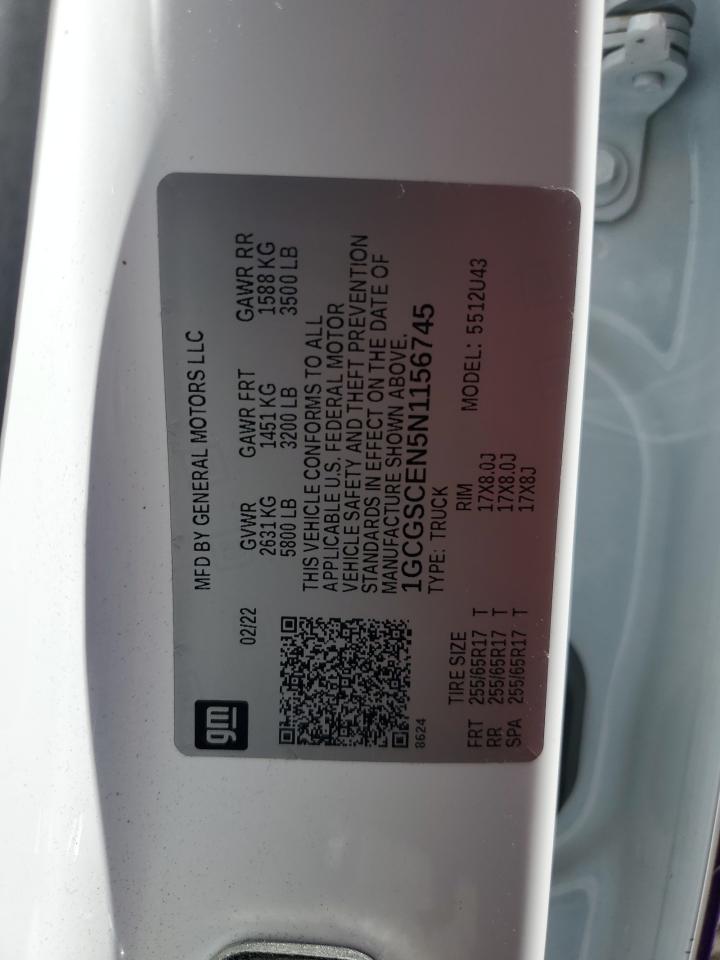 gm
MFD BY GENERAL MOTORS LLC
02/22
GVWR GAWR FRT GAWR RR
2631 KG 1451 KG 1588 KG
5800 LB 3200 LB 3500 LB
THIS VEHICLE CONFORMS TO ALL
APPLICABLE U.S. FEDERAL MOTOR
VEHICLE SAFETY AND THEFT PREVENTION
STANDARDS IN EFFECT ON THE DATE OF
MANUFACTURE SHOWN ABOVE.
1GCGSCEN5N1156745
TYPE: TRUCK MODEL: 5512U43
8624
TIRE SIZE RIM
FRT 255/65R17 T 17X8.0J
RR 255/65R17 T 17X8.0J
SPA 255/65R17 T 17X8J